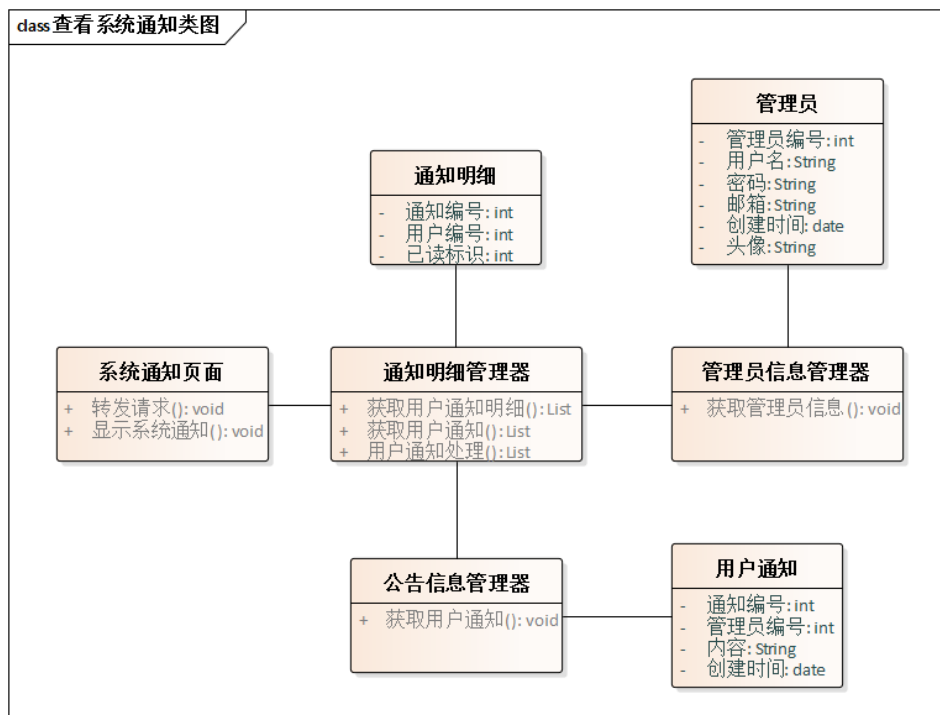 class 查看系统通知类图
管理员
- 管理员编号: int
- 用户名: String
- 密码: String
- 邮箱: String
- 创建时间: date
- 头像: String
通知明细
- 通知编号: int
- 用户编号: int
- 已读标识: int
系统通知页面
+ 转发请求(): void
+ 显示系统通知(): void
通知明细管理器
+ 获取用户通知明细(): List
+ 获取用户通知(): List
+ 用户通知处理(): List
管理员信息管理器
+ 获取管理员信息(): void
公告信息管理器
+ 获取用户通知(): void
用户通知
- 通知编号: int
- 管理员编号: int
- 内容: String
- 创建时间: date